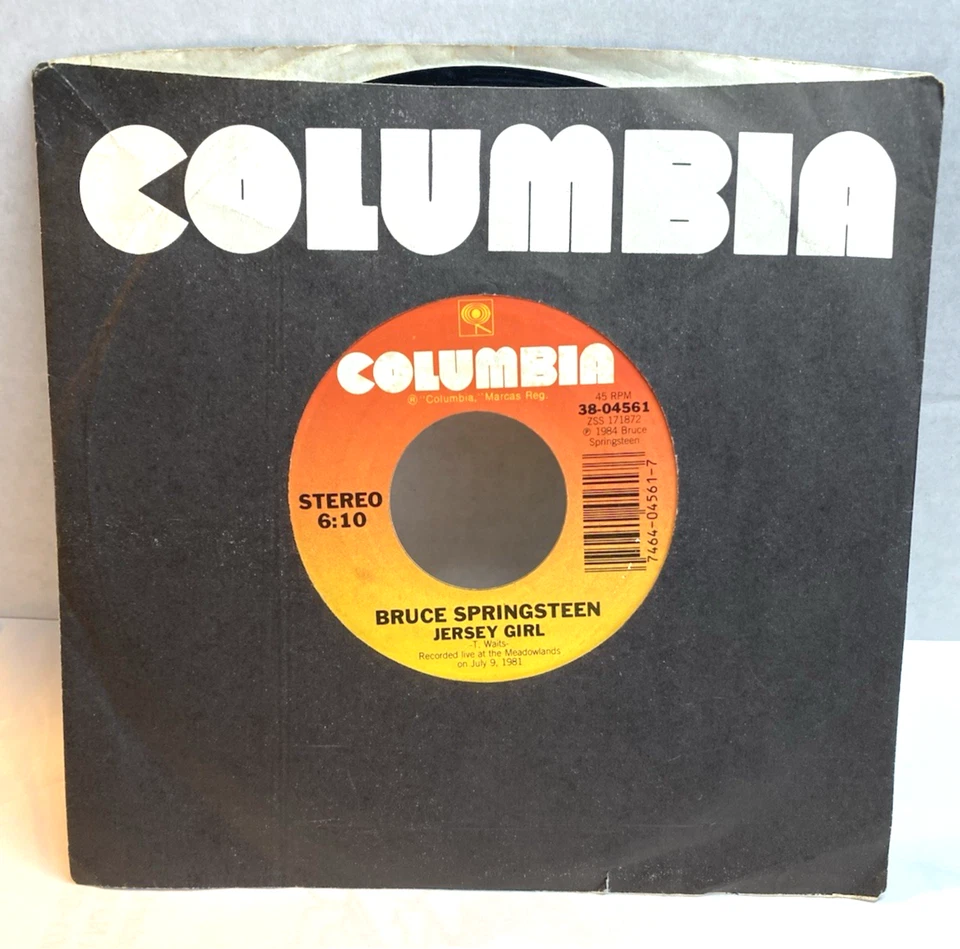 COLUMBIA
COLUMBIA
® "Columbia," Marcas Reg.
45 RPM
38-04561
ZSS 171872
℗ 1984 Bruce
Springsteen
7464-04561-7
STEREO
6:10
BRUCE SPRINGSTEEN
JERSEY GIRL
-T. Waits-
Recorded live at the Meadowlands
on July 9, 1981